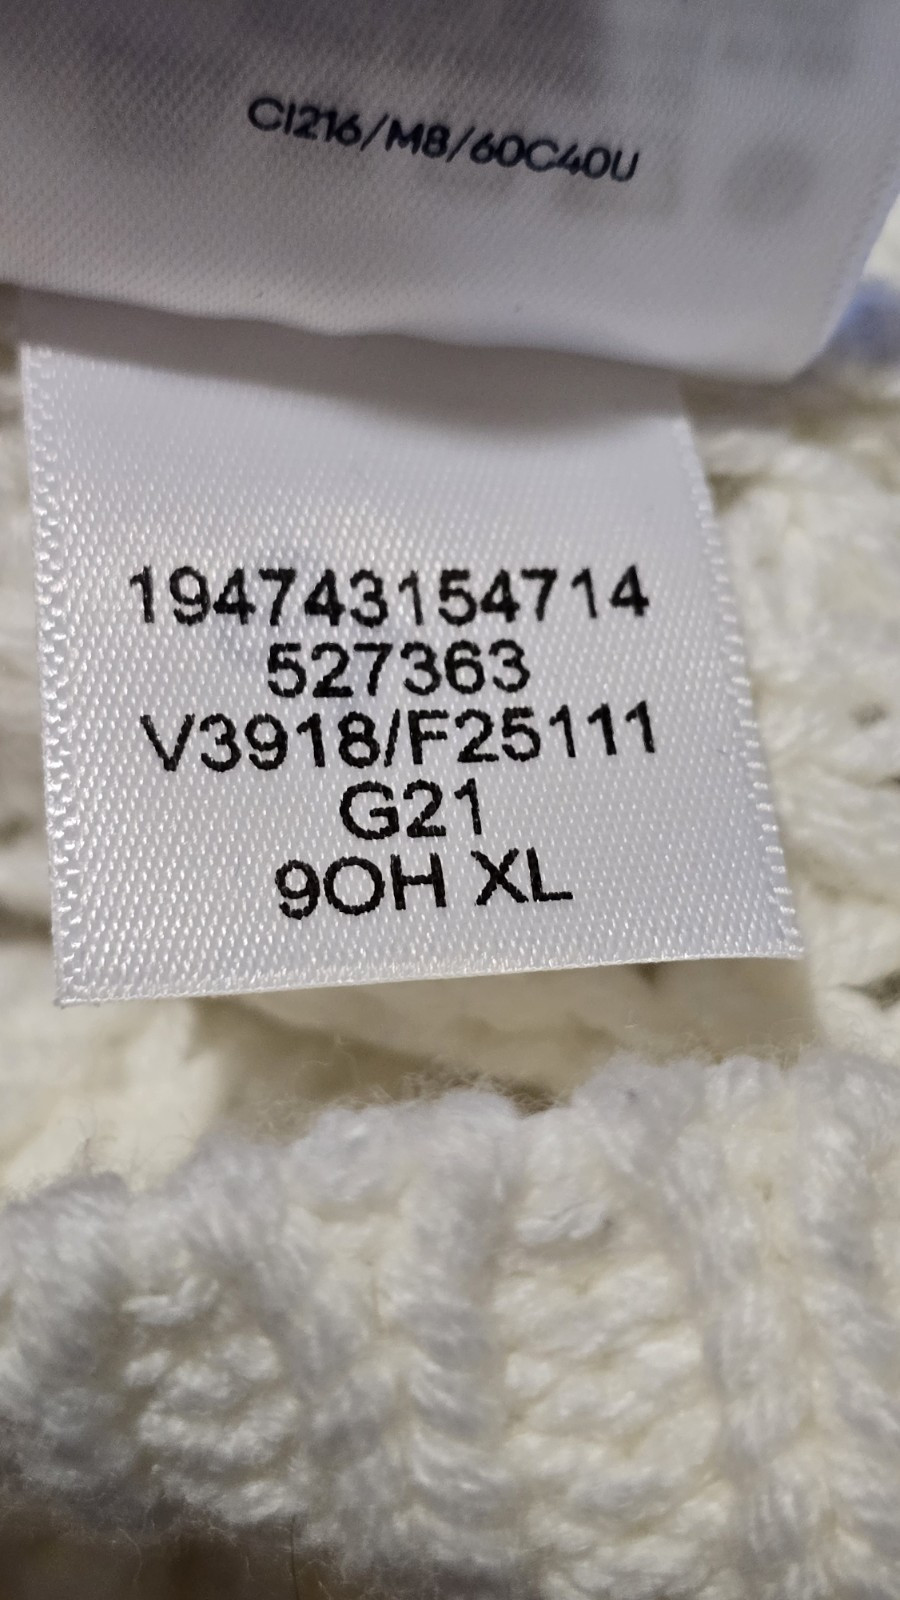 CI216/M8/60C40U
194743154714
527363
V3918/F25111
G21
9OH XL